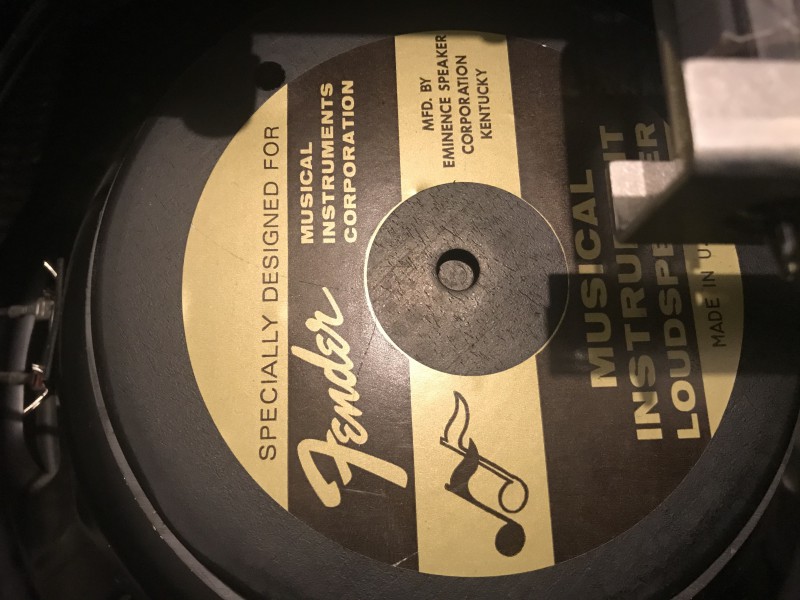 SPECIALLY DESIGNED FOR
Fender
MUSICAL
INSTRUMENTS
CORPORATION
MFD. BY
EMINENCE SPEAKER
CORPORATION
KENTUCKY
MUSICAL
MADE IN